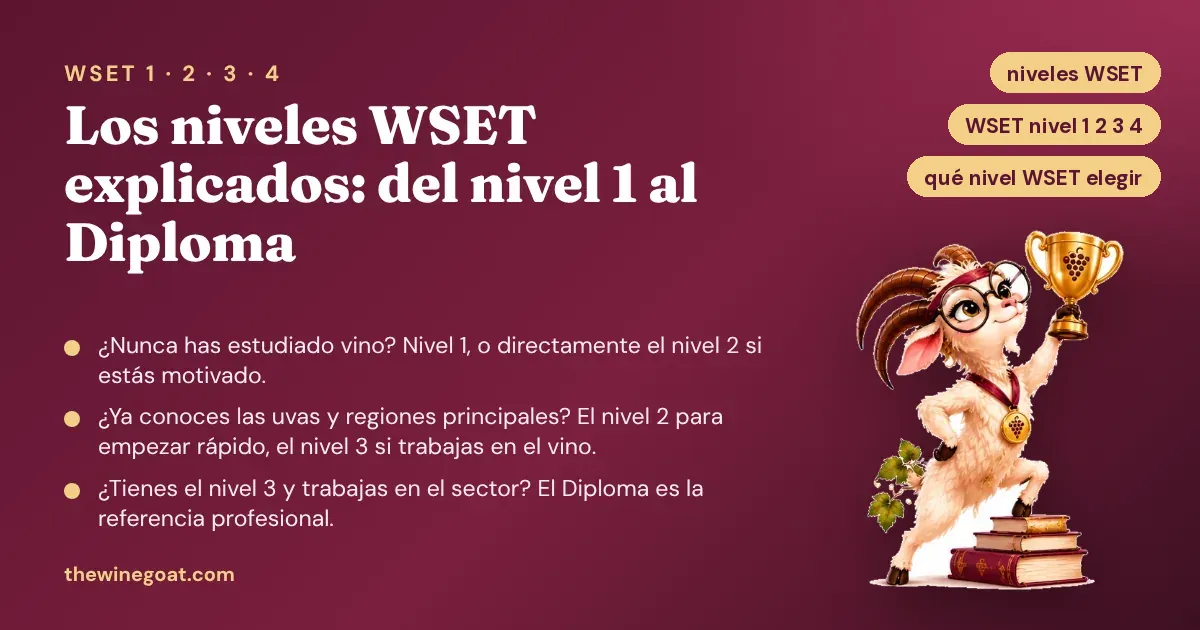 WSET 1 · 2 · 3 · 4
Los niveles WSET
explicados: del nivel 1 al
Diploma
¿Nunca has estudiado vino? Nivel 1, o directamente el nivel 2 si
estás motivado.
¿Ya conoces las uvas y regiones principales? El nivel 2 para
empezar rápido, el nivel 3 si trabajas en el vino.
¿Tienes el nivel 3 y trabajas en el sector? El Diploma es la
referencia profesional.
thewinegoat.com
niveles WSET
WSET nivel 1 2 3 4
qué nivel WSET elegir